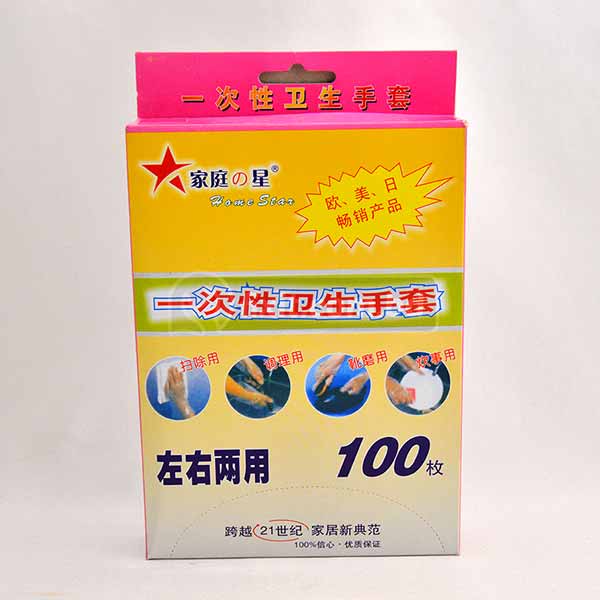 一次性卫生手套
家庭の星®
Home Star
欧、美、日
畅销产品
一次性卫生手套
扫除用 调理用 靴磨用 炊事用
左右两用 100枚
跨越21世纪 家居新典范
100%信心·优质保证